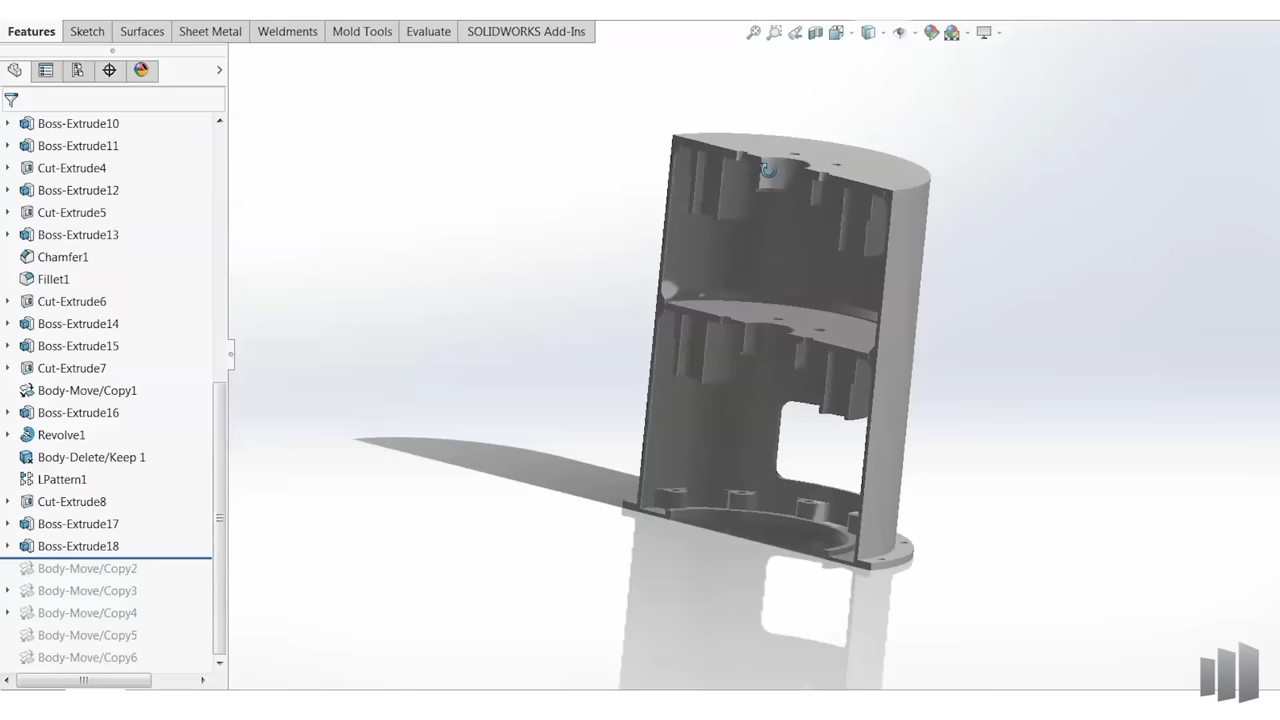 Features Sketch Surfaces Sheet Metal Weldments Mold Tools Evaluate SOLIDWORKS Add-Ins
Boss-Extrude10
Boss-Extrude11
Cut-Extrude4
Boss-Extrude12
Cut-Extrude5
Boss-Extrude13
Chamfer1
Fillet1
Cut-Extrude6
Boss-Extrude14
Boss-Extrude15
Cut-Extrude7
Body-Move/Copy1
Boss-Extrude16
Revolve1
Body-Delete/Keep 1
LPattern1
Cut-Extrude8
Boss-Extrude17
Boss-Extrude18
Body-Move/Copy2
Body-Move/Copy3
Body-Move/Copy4
Body-Move/Copy5
Body-Move/Copy6